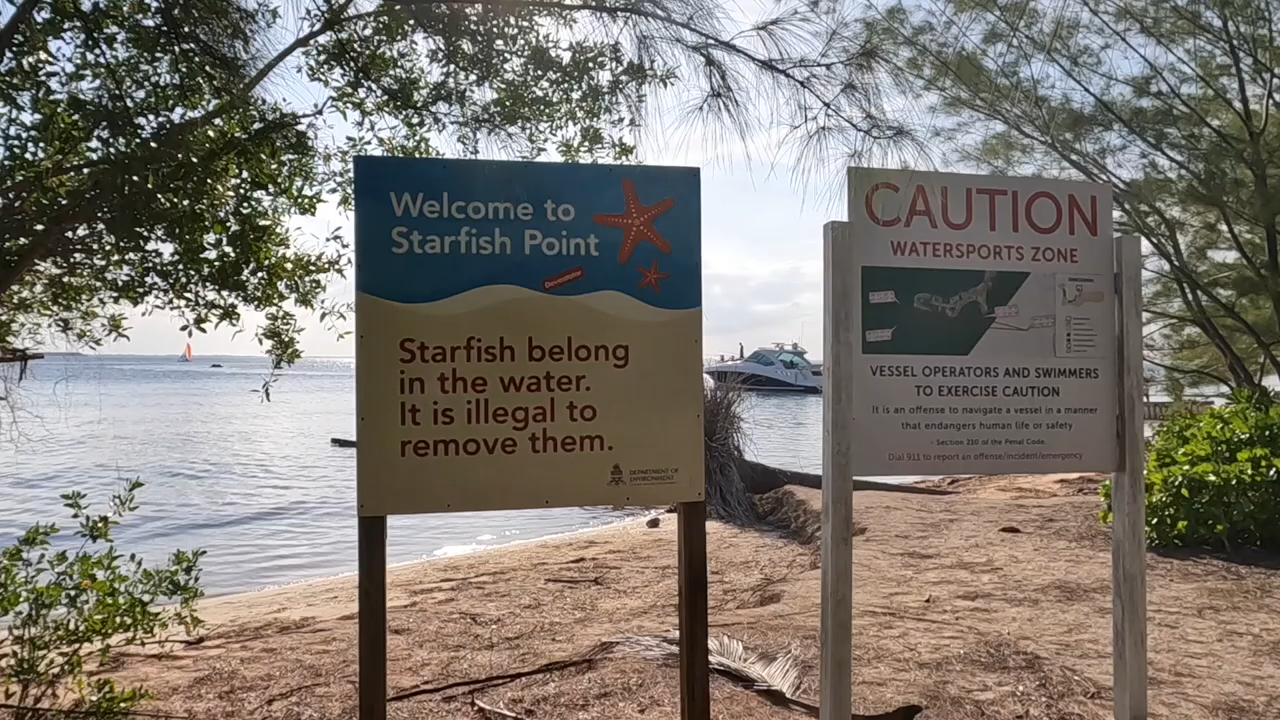 Welcome to
Starfish Point
Starfish belong
in the water.
It is illegal to
remove them.
DEPARTMENT OF
ENVIRONMENT
CAUTION
WATERSPORTS ZONE
VESSEL OPERATORS AND SWIMMERS
TO EXERCISE CAUTION
It is an offense to navigate a vessel in a manner
that endangers human life or safety
- Section 210 of the Penal Code.
Dial 911 to report an offense/incident/emergency